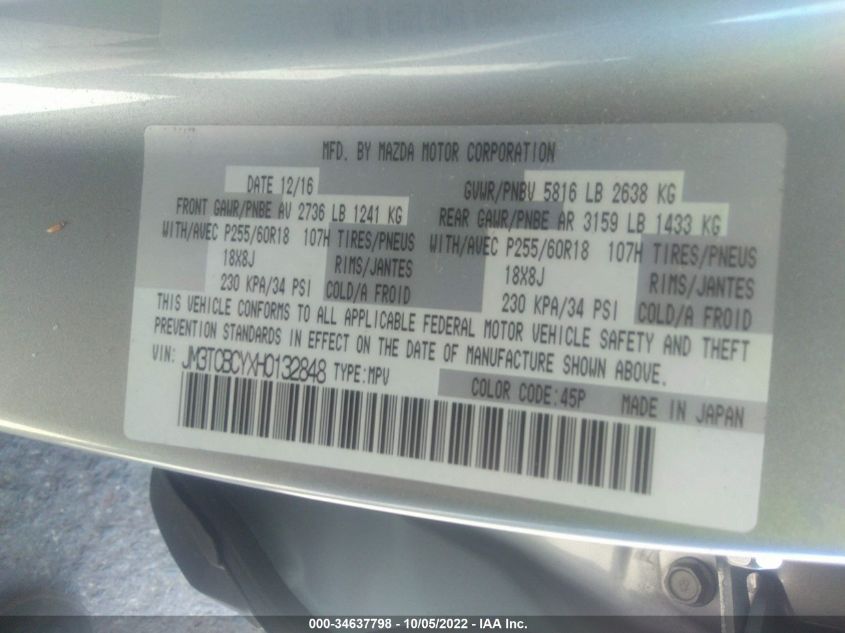 MFD. BY MAZDA MOTOR CORPORATION
DATE 12/16
GVWR/PNBV 5816 LB 2638 KG
FRONT GAWR/PNBE AV 2736 LB 1241 KG
REAR GAWR/PNBE AR 3159 LB 1433 KG
WITH/AVEC P255/60R18 107H TIRES/PNEUS
WITH/AVEC P255/60R18 107H TIRES/PNEUS
18X8J RIMS/JANTES
18X8J RIMS/JANTES
230 KPA/34 PSI COLD/A FROID
230 KPA/34 PSI COLD/A FROID
THIS VEHICLE CONFORMS TO ALL APPLICABLE FEDERAL MOTOR VEHICLE SAFETY AND THEFT
PREVENTION STANDARDS IN EFFECT ON THE DATE OF MANUFACTURE SHOWN ABOVE.
VIN: JM3TCBCYXH0132848 TYPE:MPV
COLOR CODE:45P MADE IN JAPAN
000-34637798 - 10/05/2022 - IAA Inc.